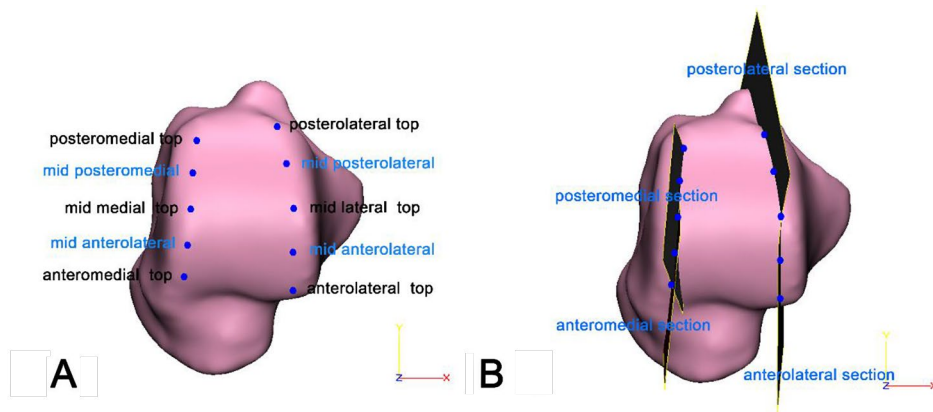 posteromedial top
posterolateral top
mid posteromedial
mid posterolateral
mid medial top
mid lateral top
mid anterolateral
mid anterolateral
anteromedial top
anterolateral top
Y
Z
X
A
posterolateral section
posteromedial section
anteromedial section
anterolateral section
Y
Z
X
B